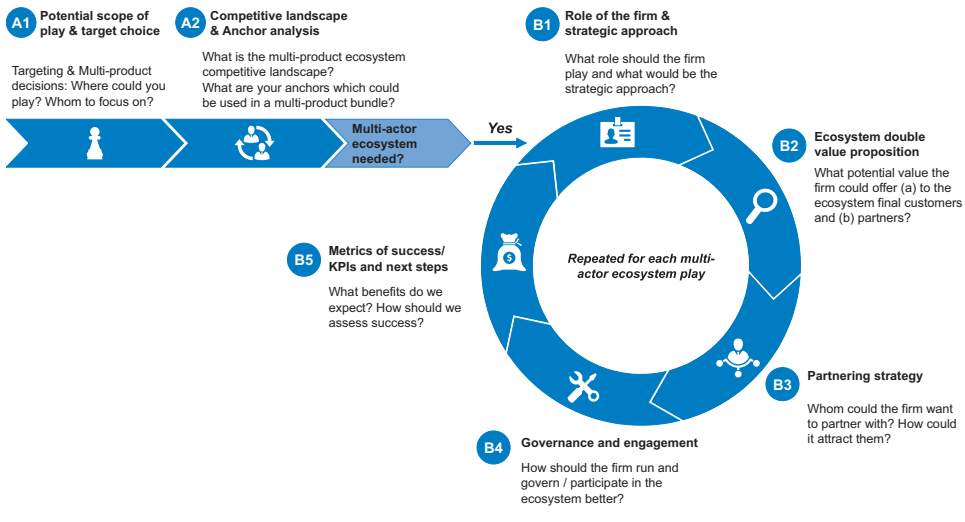 A1
Potential scope of
play & target choice
Targeting & Multi-product
decisions: Where could you
play? Whom to focus on?
A2
Competitive landscape
& Anchor analysis
What is the multi-product ecosystem
competitive landscape?
What are your anchors which could
be used in a multi-product bundle?
Multi-actor
ecosystem
needed?
Yes
B1
Role of the firm &
strategic approach
What role should the firm
play and what would be the
strategic approach?
B2
Ecosystem double
value proposition
What potential value the
firm could offer (a) to the
ecosystem final customers
and (b) partners?
B3
Partnering strategy
Whom could the firm want
to partner with? How could
it attract them?
B4
Governance and engagement
How should the firm run and
govern / participate in the
ecosystem better?
B5
Metrics of success/
KPIs and next steps
What benefits do we
expect? How should we
assess success?
$
Repeated for each multi-
actor ecosystem play